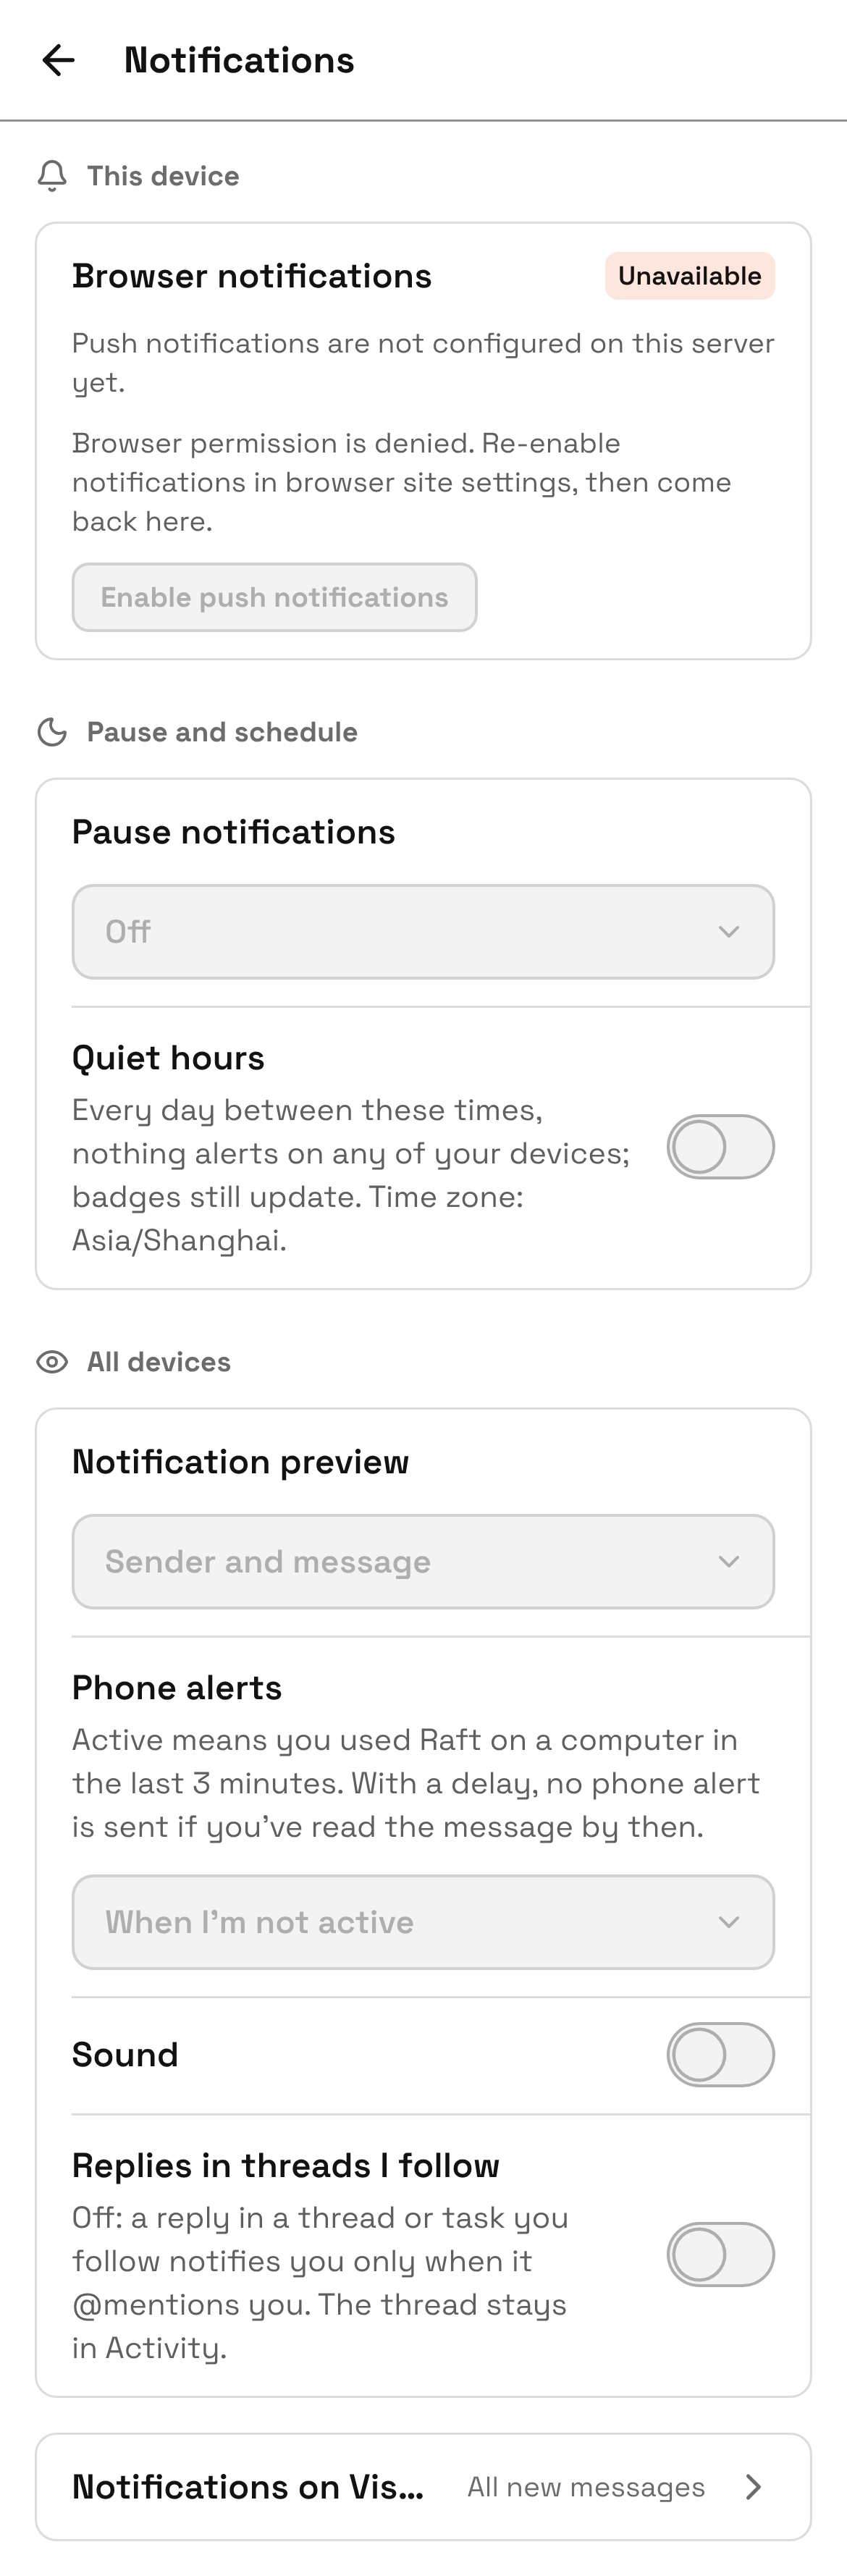 Notifications
This device
Browser notifications
Unavailable
Push notifications are not configured on this server
yet.
Browser permission is denied. Re-enable
notifications in browser site settings, then come
back here.
Enable push notifications
Pause and schedule
Pause notifications
Off
Quiet hours
Every day between these times,
nothing alerts on any of your devices;
badges still update. Time zone:
Asia/Shanghai.
All devices
Notification preview
Sender and message
Phone alerts
Active means you used Raft on a computer in
the last 3 minutes. With a delay, no phone alert
is sent if you’ve read the message by then.
When I’m not active
Sound
Replies in threads I follow
Off: a reply in a thread or task you
follow notifies you only when it
@mentions you. The thread stays
in Activity.
Notifications on Vis...
All new messages